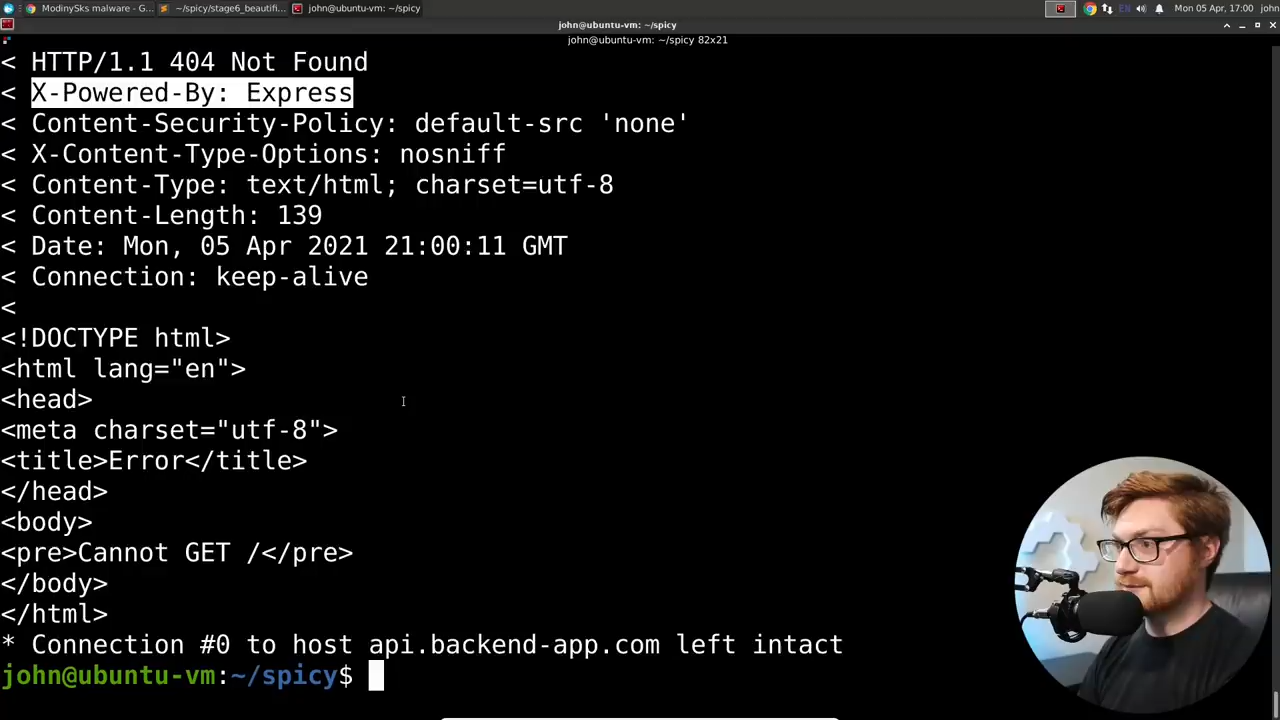 ModinySks malware - G...
~/spicy/stage6_beautifi...
john@ubuntu-vm: ~/spicy
EN
Mon 05 Apr, 17:00
john
john@ubuntu-vm: ~/spicy
john@ubuntu-vm: ~/spicy 82x21
< HTTP/1.1 404 Not Found
< X-Powered-By: Express
< Content-Security-Policy: default-src 'none'
< X-Content-Type-Options: nosniff
< Content-Type: text/html; charset=utf-8
< Content-Length: 139
< Date: Mon, 05 Apr 2021 21:00:11 GMT
< Connection: keep-alive
<
<!DOCTYPE html>
<html lang="en">
<head>
<meta charset="utf-8">
<title>Error</title>
</head>
<body>
<pre>Cannot GET /</pre>
</body>
</html>
* Connection #0 to host api.backend-app.com left intact
john@ubuntu-vm:~/spicy$